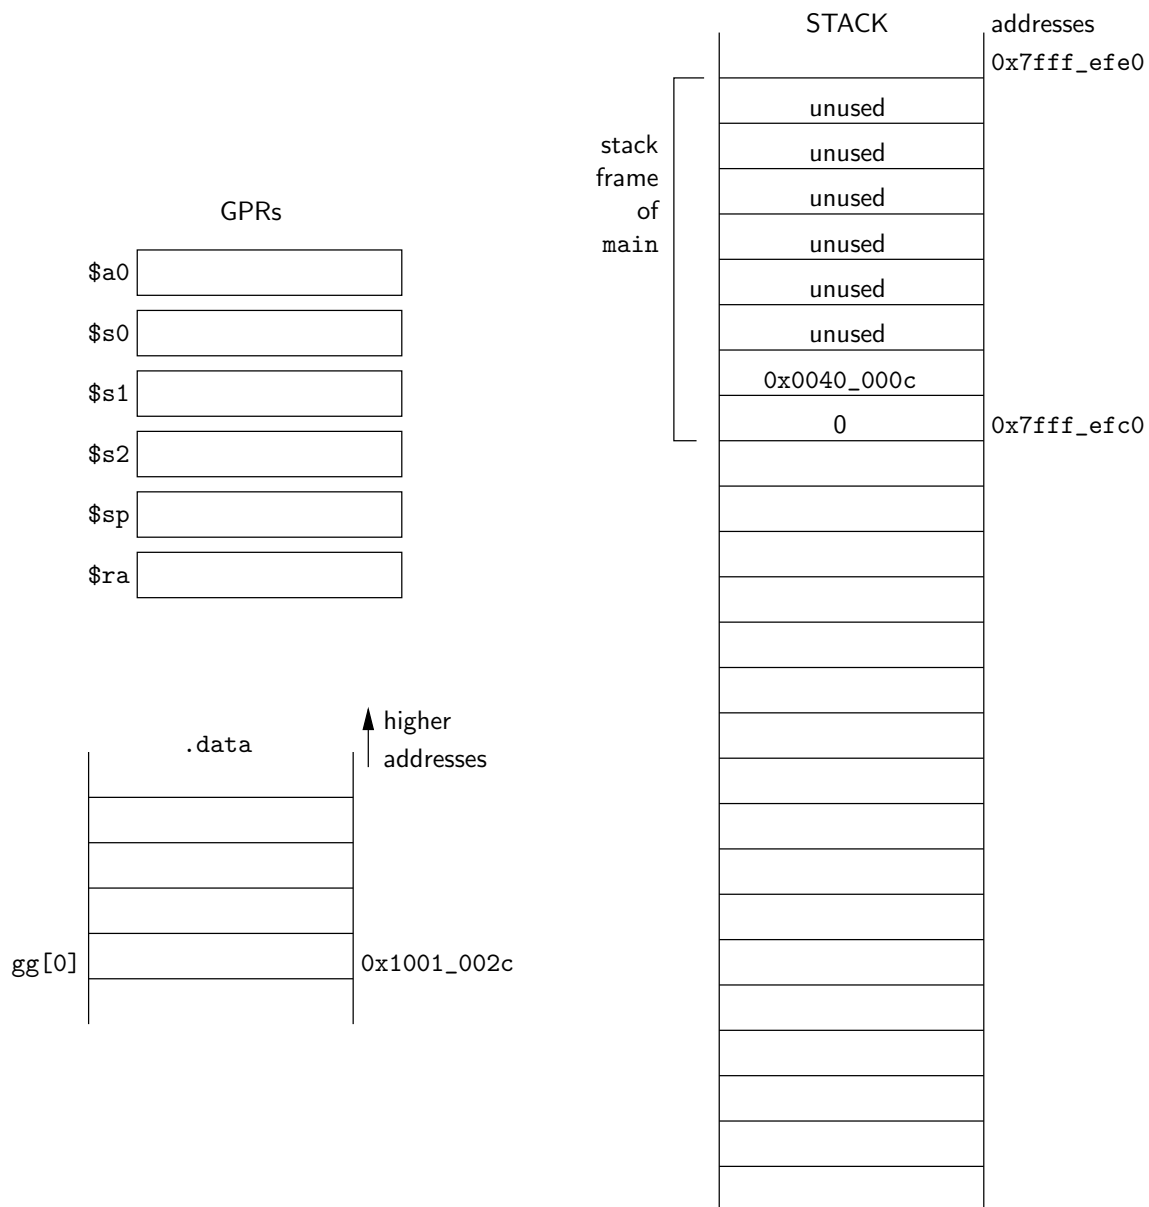 STACK
addresses
0x7fff_efe0
unused
unused
unused
unused
unused
unused
0x0040_000c
0
0x7fff_efc0
stack
frame
of
main
GPRs
$a0
$s0
$s1
$s2
$sp
$ra
higher
addresses
.data
gg[0]
0x1001_002c